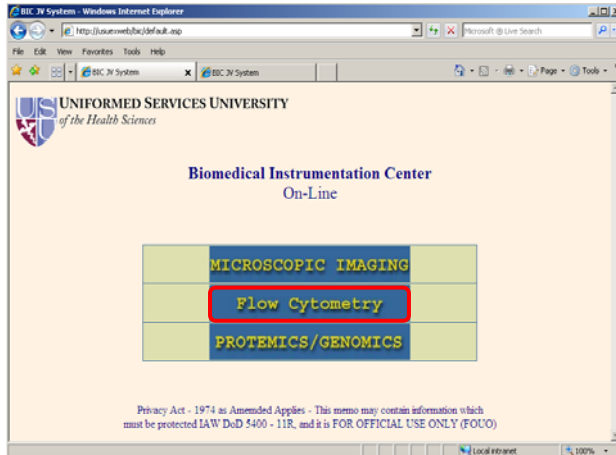 BIC JV System - Windows Internet Explorer
http://usuexweb/bic/default.asp
Microsoft @ Live Search
File Edit View Favorites Tools Help
BIC JV System
BIC JV System
Page
Tools
UNIFORMED SERVICES UNIVERSITY
of the Health Sciences
Biomedical Instrumentation Center
On-Line
MICROSCOPIC IMAGING
Flow Cytometry
PROTEMICS/GENOMICS
Privacy Act - 1974 as Amemded Applies - This memo may contain information which
must be protected IAW DoD 5400 - 11R, and it is FOR OFFICIAL USE ONLY (FOUO)
Local intranet
100%